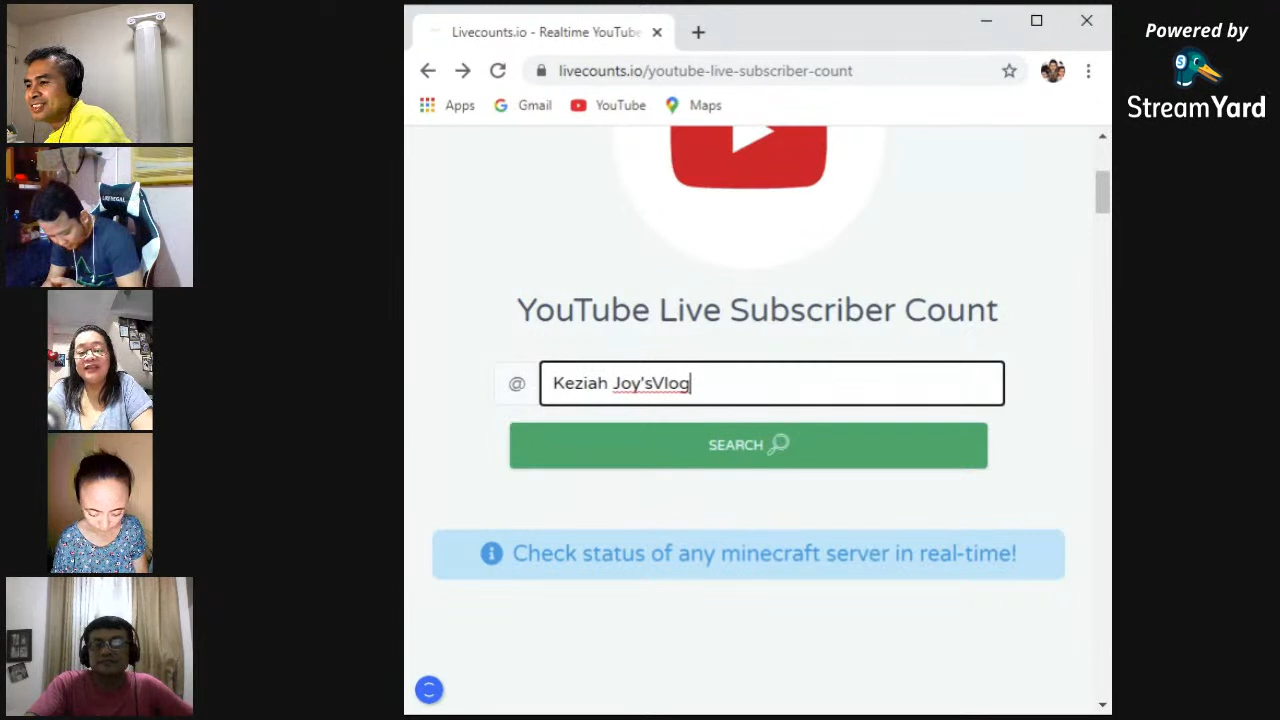 Livecounts.io - Realtime YouTube
livecounts.io/youtube-live-subscriber-count
Apps Gmail YouTube Maps
YouTube Live Subscriber Count
@ Keziah Joy'sVlog
SEARCH
Check status of any minecraft server in real-time!
Powered by
S
StreamYard